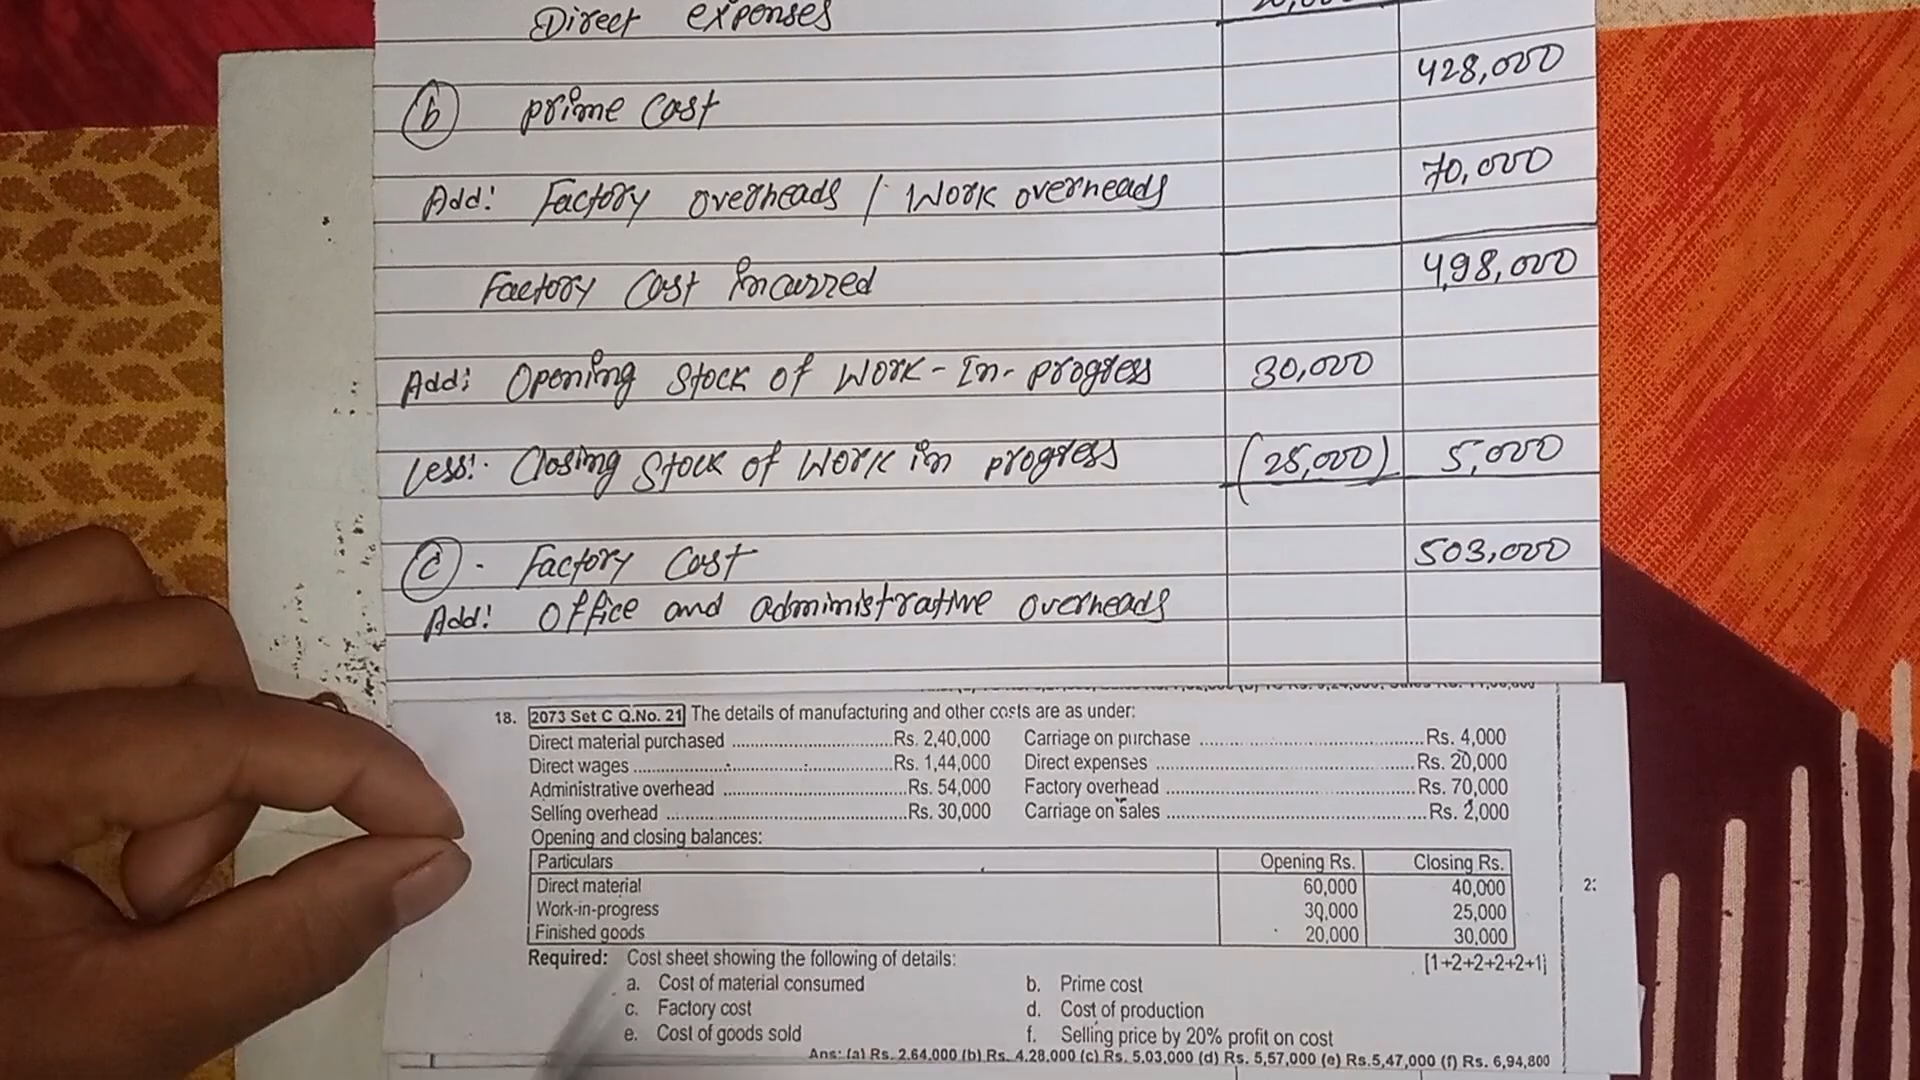 Direct expenses
428,000
(b) prime cost
Add: Factory overheads / Work overheads 70,000
Factory cost incurred 498,000
Add: Opening stock of Work-In-progress 30,000
Less: Closing stock of Work in progress (25,000) 5,000
(c) - Factory cost 503,000
Add: Office and administrative overheads
18. 2073 Set C Q.No. 21 The details of manufacturing and other costs are as under:
Direct material purchased ..............................Rs. 2,40,000 Carriage on purchase ..............................Rs. 4,000
Direct wages ..............................Rs. 1,44,000 Direct expenses ..............................Rs. 20,000
Administrative overhead ..............................Rs. 54,000 Factory overhead ..............................Rs. 70,000
Selling overhead ..............................Rs. 30,000 Carriage on sales ..............................Rs. 2,000
Opening and closing balances:
Particulars Opening Rs. Closing Rs.
Direct material 60,000 40,000
Work-in-progress 30,000 25,000
Finished goods 20,000 30,000
Required: Cost sheet showing the following of details: [1+2+2+2+2+1]
a. Cost of material consumed b. Prime cost
c. Factory cost d. Cost of production
e. Cost of goods sold f. Selling price by 20% profit on cost
Ans: (a) Rs. 2,64,000 (b) Rs. 4,28,000 (c) Rs. 5,03,000 (d) Rs. 5,57,000 (e) Rs.5,47,000 (f) Rs. 6,94,800
2: